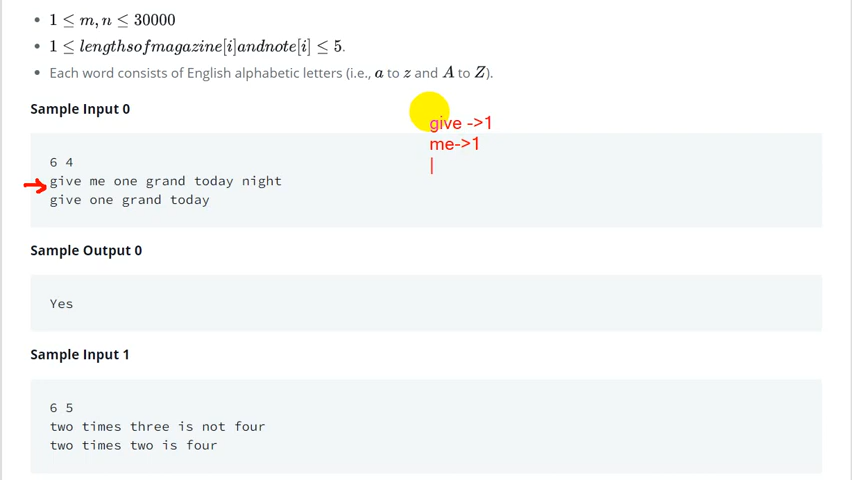 1 ≤ m, n ≤ 30000
1 ≤ lengthsofmagazine[i]andnote[i] ≤ 5.
Each word consists of English alphabetic letters (i.e., a to z and A to Z).
Sample Input 0
give ->1
me->1
6 4
give me one grand today night
give one grand today
Sample Output 0
Yes
Sample Input 1
6 5
two times three is not four
two times two is four